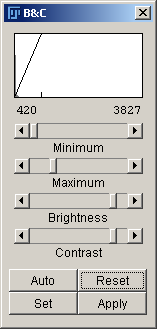 B&C
420 3827
Minimum
Maximum
Brightness
Contrast
Auto Reset
Set Apply